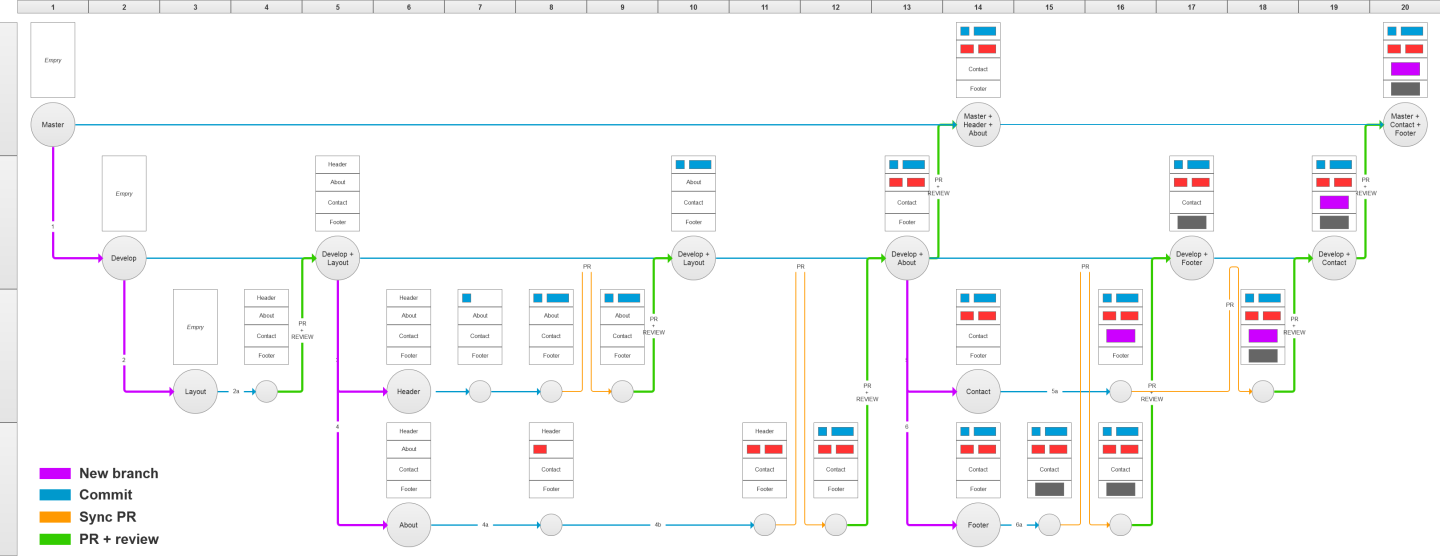 1 2 3 4 5 6 7 8 9 10 11 12 13 14 15 16 17 18 19 20
Empty
Contact
Footer
Master
Master +
Header +
About
Master +
Contact +
Footer
Empty
Header
About
Contact
Footer
About
Contact
Footer
Contact
Footer
PR
+
REVIEW
Contact
PR
+
REVIEW
1
Develop
Develop +
Layout
PR
Develop +
Layout
PR
Develop +
About
PR
Develop +
Footer
Develop +
Contact
Empty
Header
About
Contact
Footer
PR
+
REVIEW
Header
About
Contact
Footer
About
Contact
Footer
About
Contact
Footer
About
Contact
Footer
PR
+
REVIEW
Contact
Footer
Footer
PR
PR
+
REVIEW
2
Layout
2a
Header
PR
+
REVIEW
Contact
5a
PR
+
REVIEW
4
6
Header
About
Contact
Footer
Header
Contact
Footer
Header
Contact
Footer
Contact
Footer
Contact
Footer
Contact
Contact
About
4a
4b
Footer
6a
New branch
Commit
Sync PR
PR + review